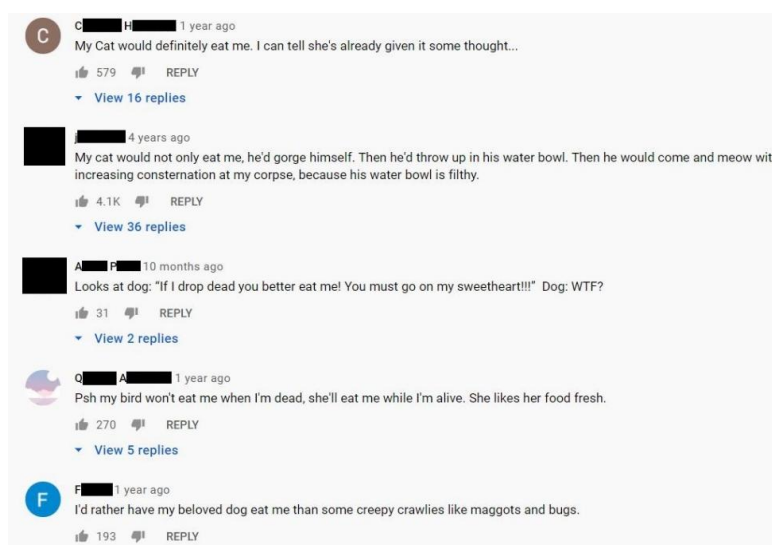 C
C H 1 year ago
My Cat would definitely eat me. I can tell she's already given it some thought...
579 REPLY
View 16 replies
j 4 years ago
My cat would not only eat me, he'd gorge himself. Then he'd throw up in his water bowl. Then he would come and meow wit
increasing consternation at my corpse, because his water bowl is filthy.
4.1K REPLY
View 36 replies
A P 10 months ago
Looks at dog: “If I drop dead you better eat me! You must go on my sweetheart!!!” Dog: WTF?
31 REPLY
View 2 replies
Q A 1 year ago
Psh my bird won't eat me when I'm dead, she'll eat me while I'm alive. She likes her food fresh.
270 REPLY
View 5 replies
F
F 1 year ago
I'd rather have my beloved dog eat me than some creepy crawlies like maggots and bugs.
193 REPLY